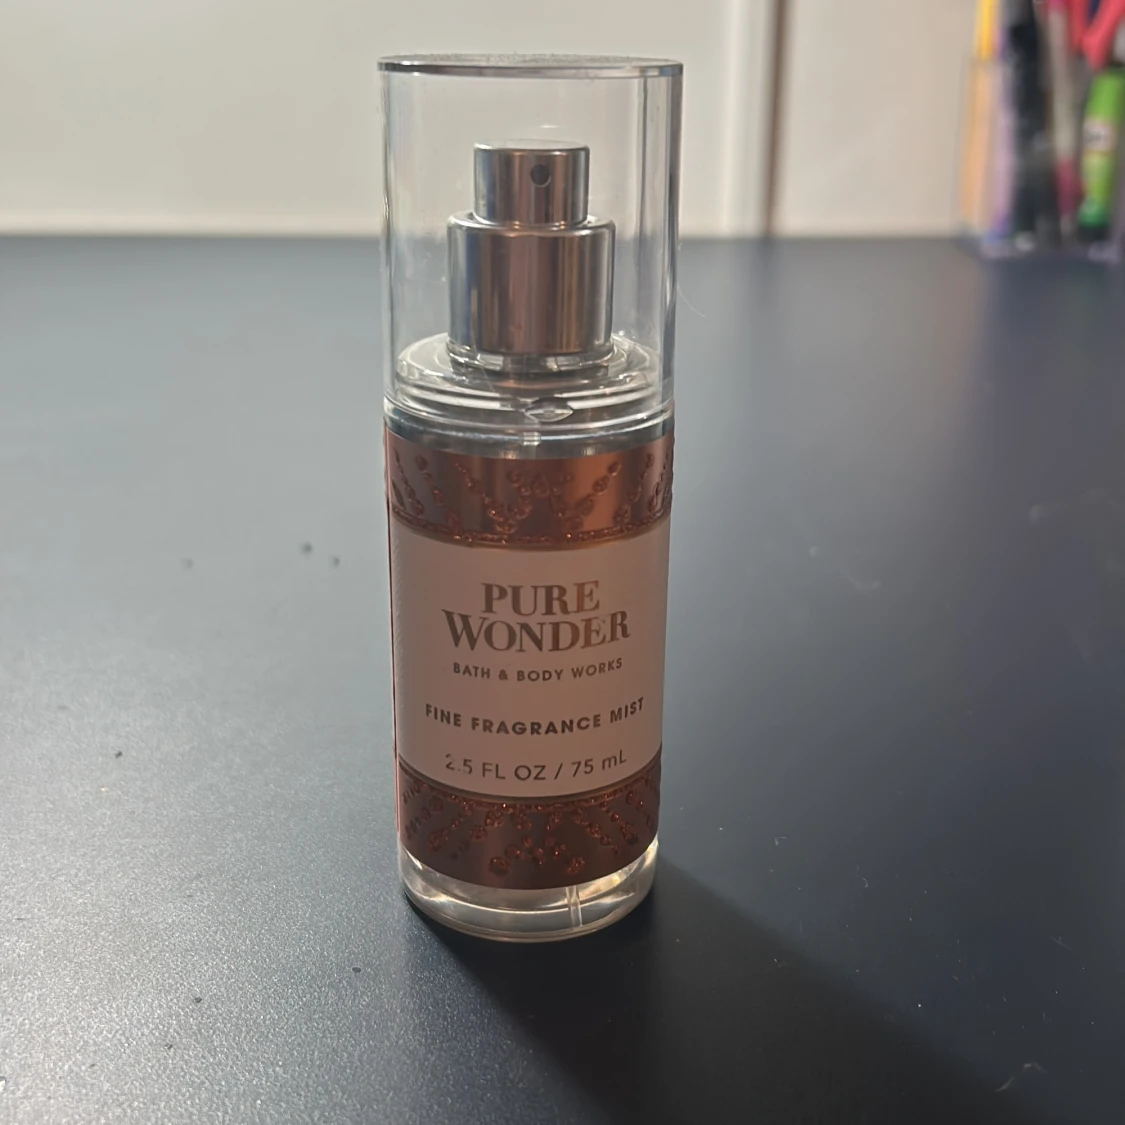 PURE
WONDER
BATH & BODY WORKS
FINE FRAGRANCE MIST
2.5 FL OZ / 75 mL